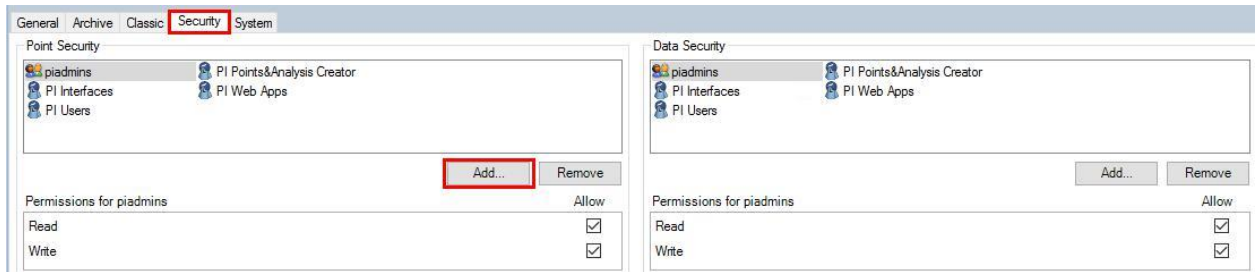 General Archive Classic Security System
Point Security
piadmins PI Points&Analysis Creator
PI Interfaces PI Web Apps
PI Users
Add... Remove
Permissions for piadmins Allow
Read
Write
Data Security
piadmins PI Points&Analysis Creator
PI Interfaces PI Web Apps
PI Users
Add... Remove
Permissions for piadmins Allow
Read
Write